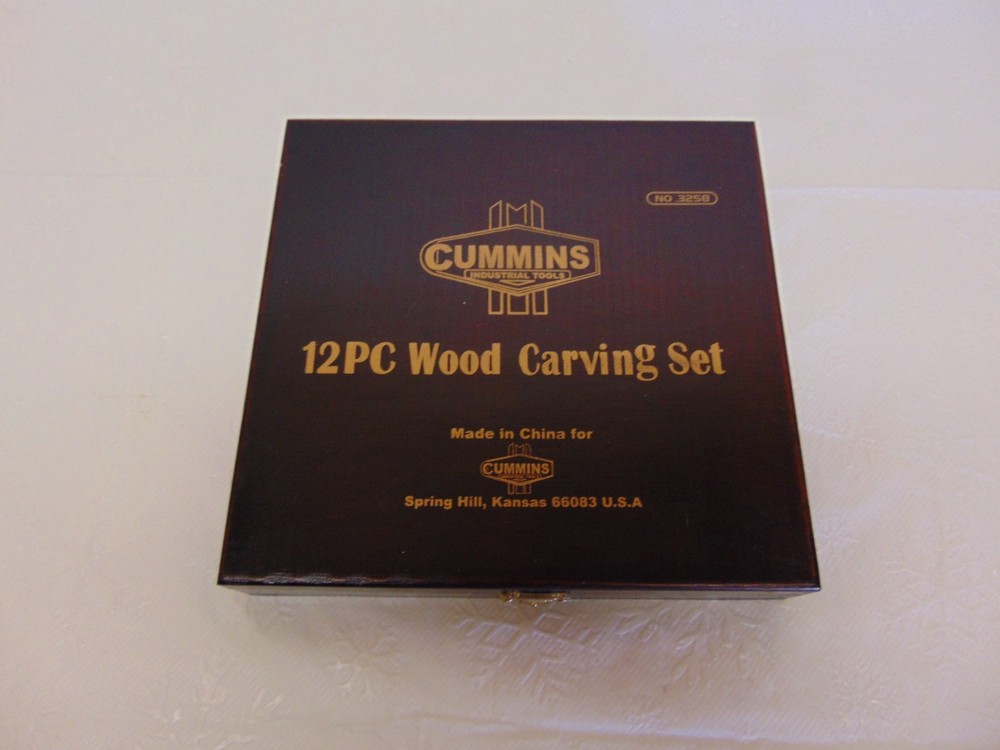 NO 3258
CUMMINS
INDUSTRIAL TOOLS
12PC Wood Carving Set
Made in China for
CUMMINS
Spring Hill, Kansas 66083 U.S.A